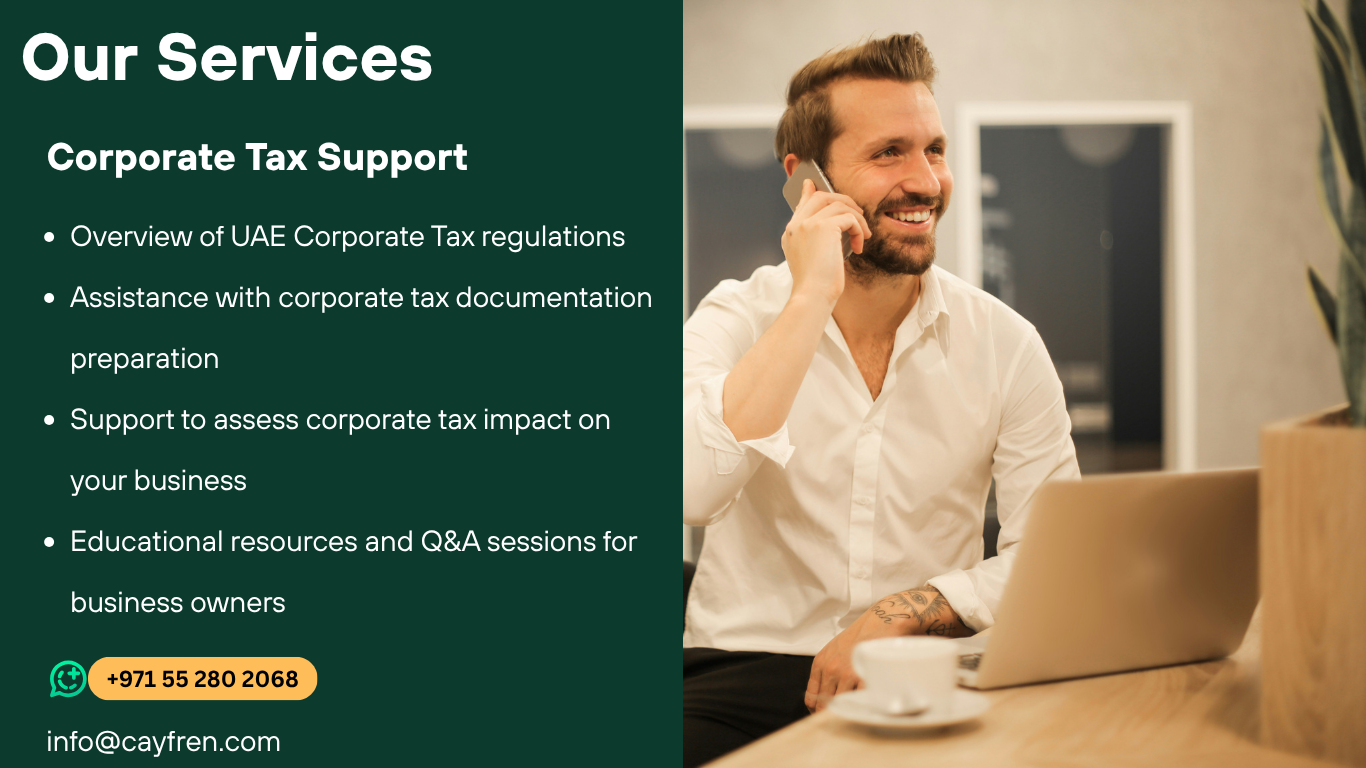 Our Services
Corporate Tax Support
• Overview of UAE Corporate Tax regulations
• Assistance with corporate tax documentation
preparation
• Support to assess corporate tax impact on
your business
• Educational resources and Q&A sessions for
business owners
+971 55 280 2068
info@cayfren.com